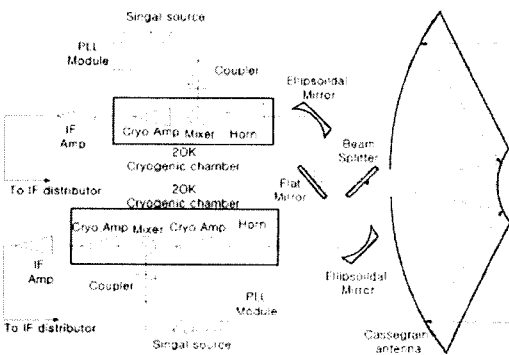 Singal source
PLL
Module
Coupler
Ellipsoidal
Mirror
IF
Amp
Cryo Amp Mixer Horn
20K
Cryogenic chamber
Beam
Splitter
To IF distributor
20K
Cryogenic chamber
Flat
Mirror
Cryo Amp Mixer Cryo Amp Horn
IF
Amp
Coupler
Ellipsoidal
Mirror
PLL
Module
To IF distributor
Singal source
Cassegrain
antenna